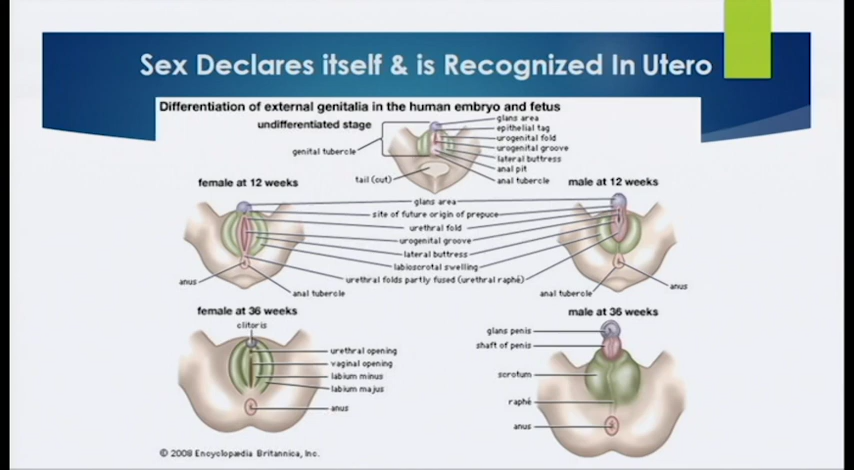 Sex Declares itself & is Recognized In Utero
Differentiation of external genitalia in the human embryo and fetus
undifferentiated stage
genital tubercle
tail (cut)
glans area
epithelial tag
urogenital fold
urogenital groove
lateral buttress
anal pit
anal tubercle
female at 12 weeks
male at 12 weeks
glans area
site of future origin of prepuce
urethral fold
urogenital groove
lateral buttress
labioscrotal swelling
urethral folds partly fused (urethral raphé)
anus
anal tubercle
anal tubercle
anus
female at 36 weeks
clitoris
urethral opening
vaginal opening
labium minus
labium majus
anus
male at 36 weeks
glans penis
shaft of penis
scrotum
raphé
anus
© 2008 Encyclopædia Britannica, Inc.